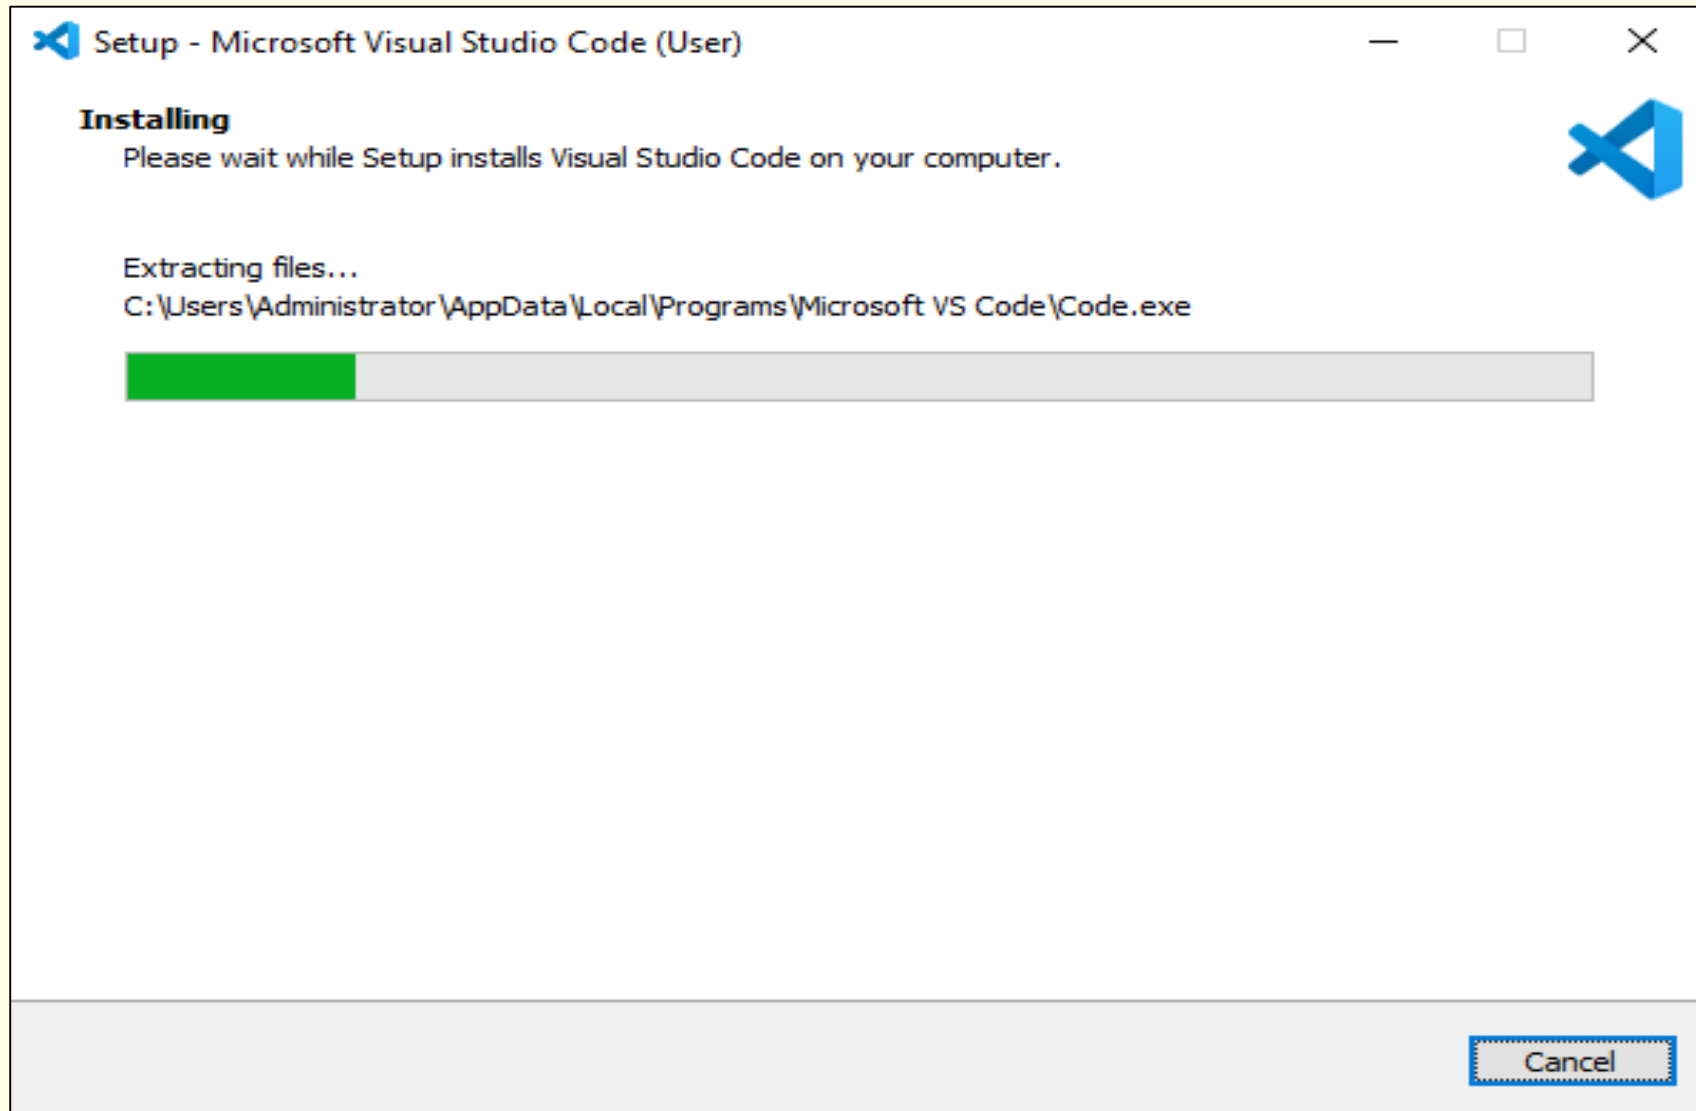 Setup - Microsoft Visual Studio Code (User)
Installing
Please wait while Setup installs Visual Studio Code on your computer.
Extracting files...
C:\Users\Administrator\AppData\Local\Programs\Microsoft VS Code\Code.exe
Cancel